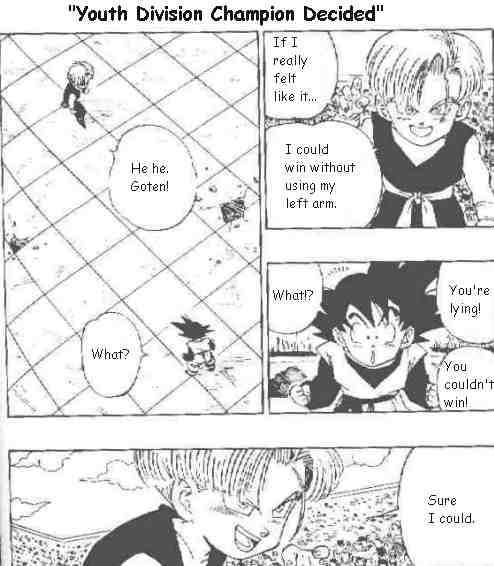 "Youth Division Champion Decided"
He he.
Goten!
What?
If I
really
felt
like it...
I could
win without
using my
left arm.
What!?
You're
lying!
You
couldn't
win!
Sure
I could.